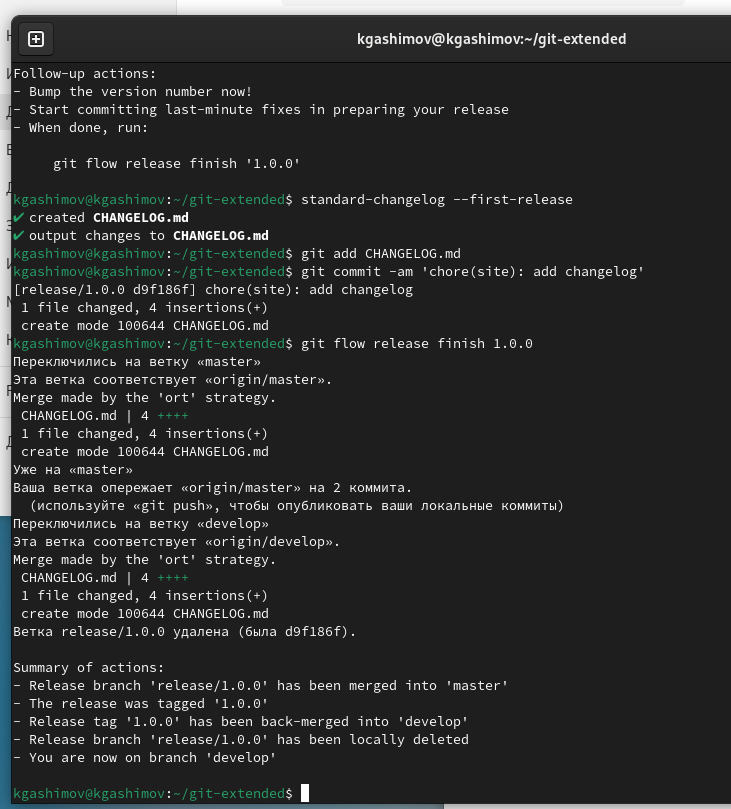 kgashimov@kgashimov:~/git-extended
Follow-up actions:
- Bump the version number now!
- Start committing last-minute fixes in preparing your release
- When done, run:
git flow release finish '1.0.0'
kgashimov@kgashimov:~/git-extended$ standard-changelog --first-release
✔ created CHANGELOG.md
✔ output changes to CHANGELOG.md
kgashimov@kgashimov:~/git-extended$ git add CHANGELOG.md
kgashimov@kgashimov:~/git-extended$ git commit -am 'chore(site): add changelog'
[release/1.0.0 d9f186f] chore(site): add changelog
1 file changed, 4 insertions(+)
create mode 100644 CHANGELOG.md
kgashimov@kgashimov:~/git-extended$ git flow release finish 1.0.0
Переключились на ветку «master»
Эта ветка соответствует «origin/master».
Merge made by the 'ort' strategy.
CHANGELOG.md | 4 ++++
1 file changed, 4 insertions(+)
create mode 100644 CHANGELOG.md
Уже на «master»
Ваша ветка опережает «origin/master» на 2 коммита.
(используйте «git push», чтобы опубликовать ваши локальные коммиты)
Переключились на ветку «develop»
Эта ветка соответствует «origin/develop».
Merge made by the 'ort' strategy.
CHANGELOG.md | 4 ++++
1 file changed, 4 insertions(+)
create mode 100644 CHANGELOG.md
Ветка release/1.0.0 удалена (была d9f186f).
Summary of actions:
- Release branch 'release/1.0.0' has been merged into 'master'
- The release was tagged '1.0.0'
- Release tag '1.0.0' has been back-merged into 'develop'
- Release branch 'release/1.0.0' has been locally deleted
- You are now on branch 'develop'
kgashimov@kgashimov:~/git-extended$